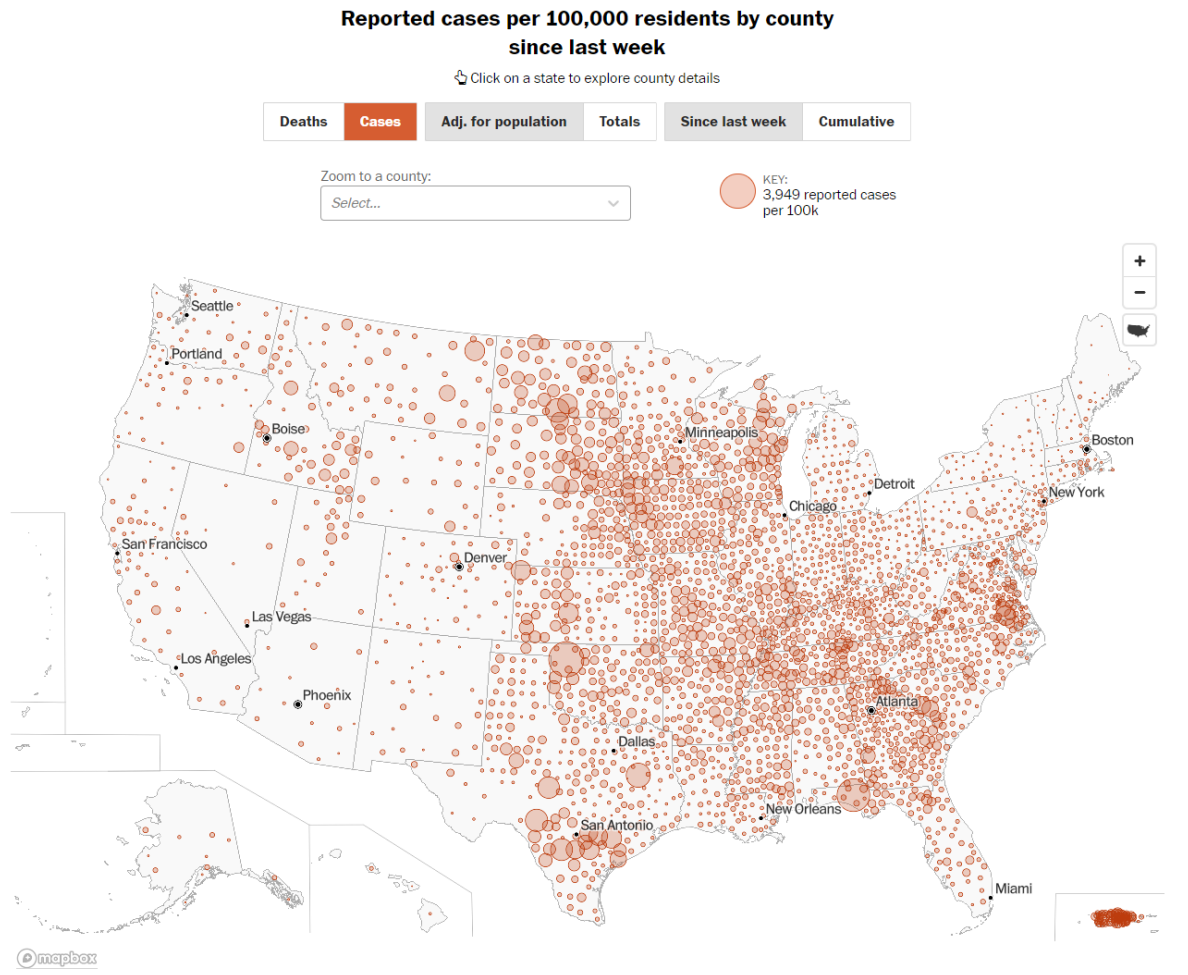 Reported cases per 100,000 residents by county
since last week
Click on a state to explore county details
Deaths Cases Adj. for population Totals Since last week Cumulative
Zoom to a county:
Select...
KEY:
3,949 reported cases
per 100k
+
−
Seattle
Portland
Boise
Minneapolis
Boston
Detroit
New York
Chicago
San Francisco
Denver
Las Vegas
Los Angeles
Phoenix
Atlanta
Dallas
New Orleans
San Antonio
Miami
mapbox